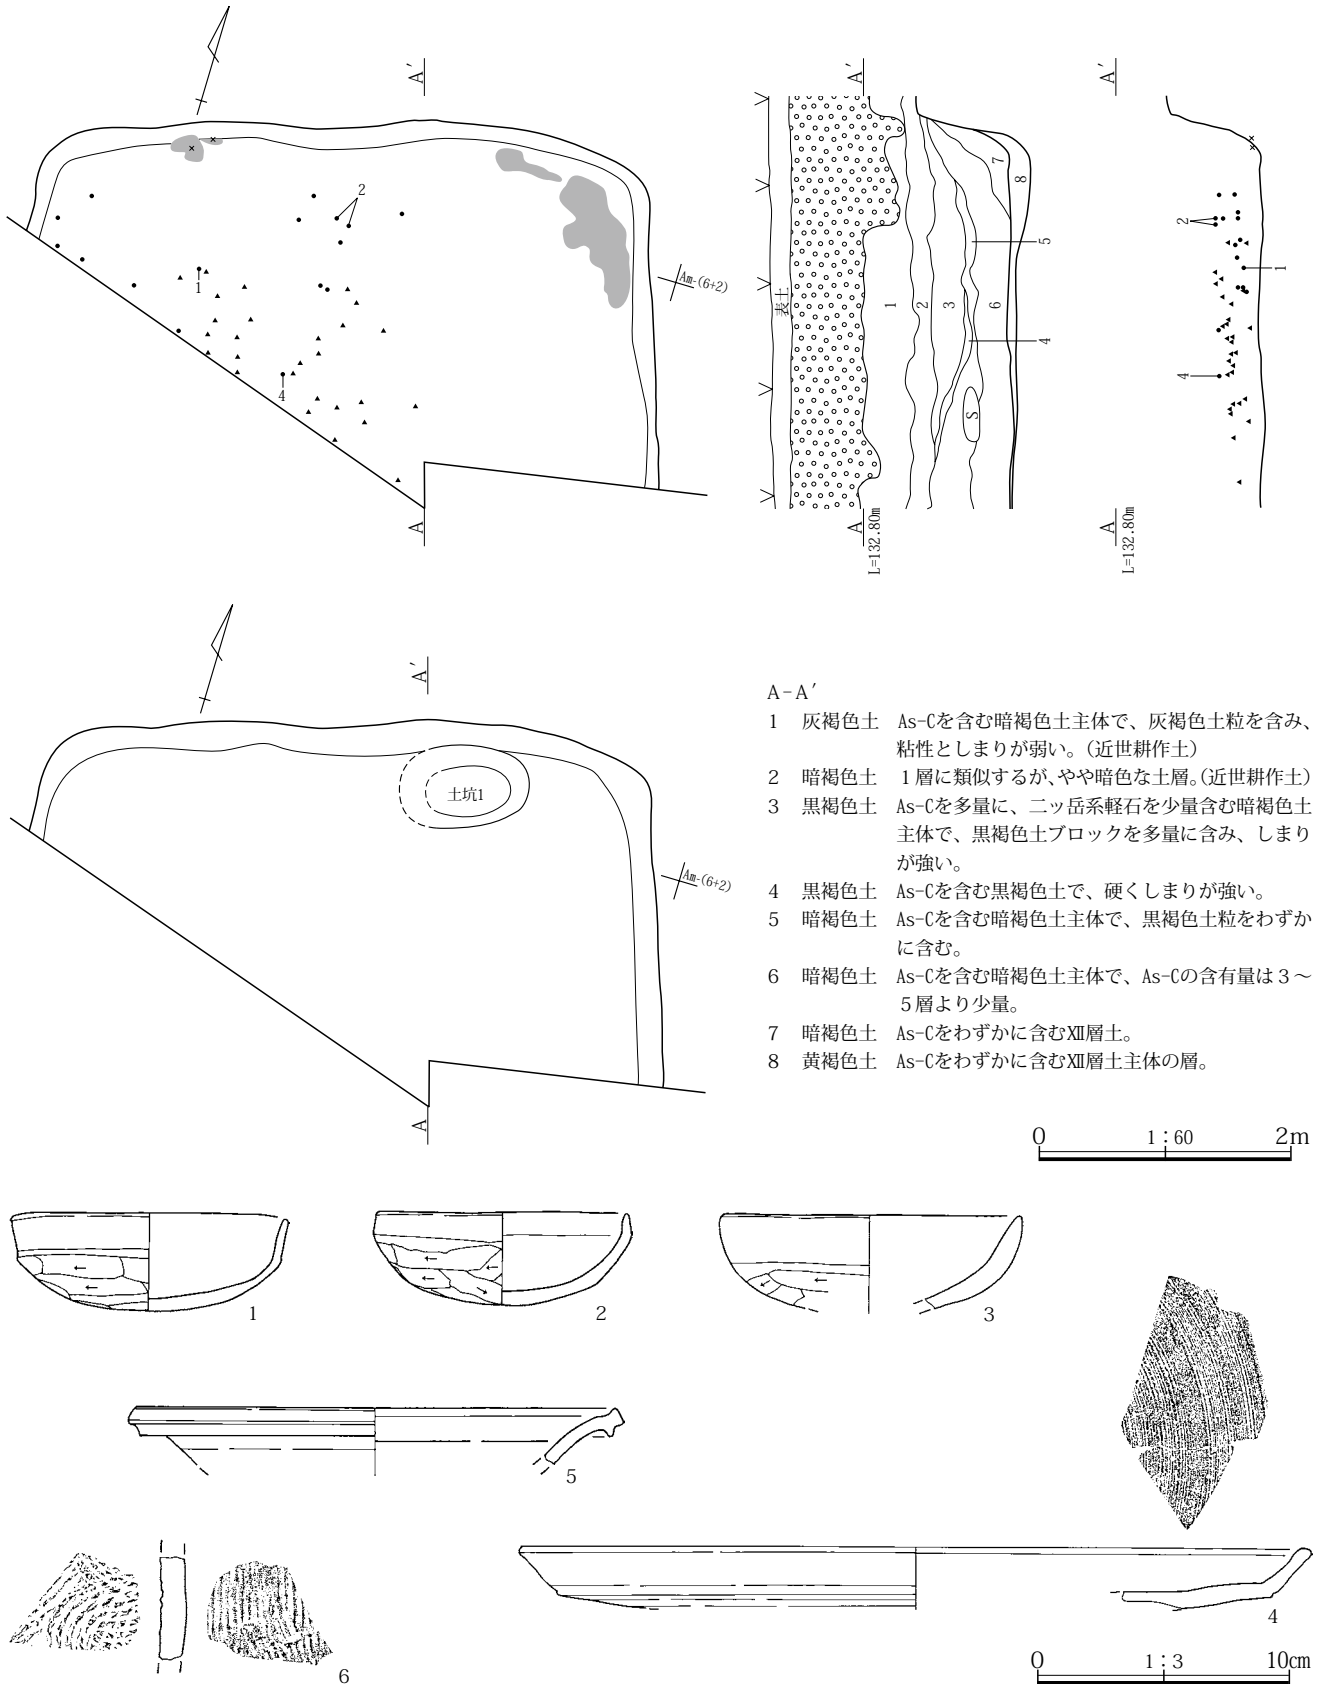 A′
A′
A′
2
1
4
Am-(6+2)
A
表土
1
2
3
6
7
8
5
4
S
A
L=132.80m
2
1
4
A
L=132.80m
A′
土坑1
Am-(6+2)
A
A-A′
1 灰褐色土 As-Cを含む暗褐色土主体で、灰褐色土粒を含み、
粘性としまりが弱い。(近世耕作土)
2 暗褐色土 1層に類似するが、やや暗色な土層。(近世耕作土)
3 黒褐色土 As-Cを多量に、二ッ岳系軽石を少量含む暗褐色土
主体で、黒褐色土ブロックを多量に含み、しまり
が強い。
4 黒褐色土 As-Cを含む黒褐色土で、硬くしまりが強い。
5 暗褐色土 As-Cを含む暗褐色土主体で、黒褐色土粒をわずか
に含む。
6 暗褐色土 As-Cを含む暗褐色土主体で、As-Cの含有量は3~
5層より少量。
7 暗褐色土 As-Cをわずかに含むⅫ層土。
8 黄褐色土 As-Cをわずかに含むⅫ層土主体の層。
0 1:60 2m
1
2
3
5
6
4
0 1:3 10cm